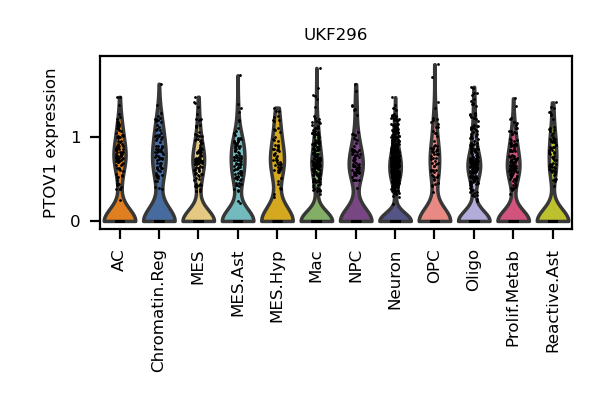 UKF296
PTOV1 expression
1
0
AC
Chromatin.Reg
MES
MES.Ast
MES.Hyp
Mac
NPC
Neuron
OPC
Oligo
Prolif.Metab
Reactive.Ast